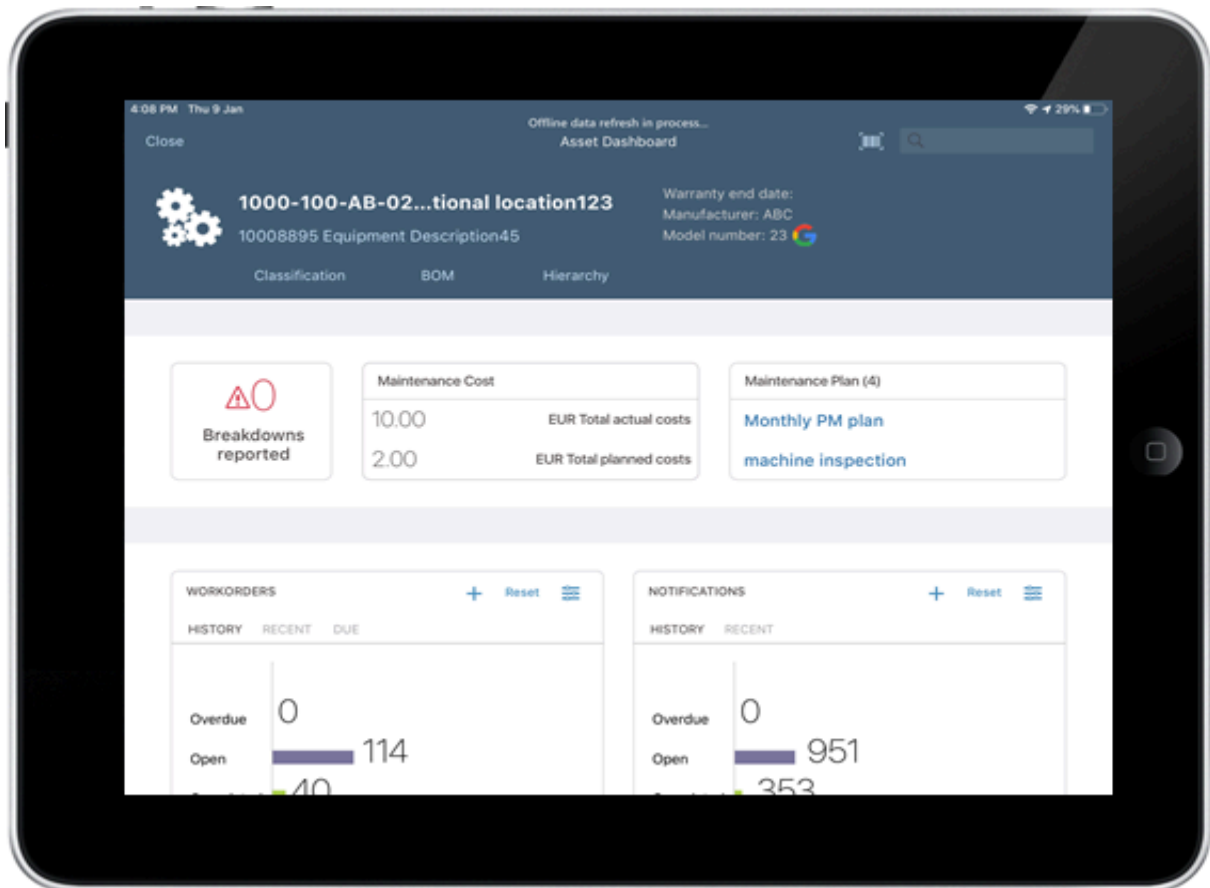 4:08 PM Thu 9 Jan
29%
Offline data refresh in process...
Close
Asset Dashboard
1000-100-AB-02...tional location123
10008895 Equipment Description45
Warranty end date:
Manufacturer: ABC
Model number: 23
Classification BOM Hierarchy
0
Breakdowns
reported
Maintenance Cost
10.00 EUR Total actual costs
2.00 EUR Total planned costs
Maintenance Plan (4)
Monthly PM plan
machine inspection
WORKORDERS + Reset
HISTORY RECENT DUE
Overdue 0
Open 114
40
NOTIFICATIONS + Reset
HISTORY RECENT
Overdue 0
Open 951
353